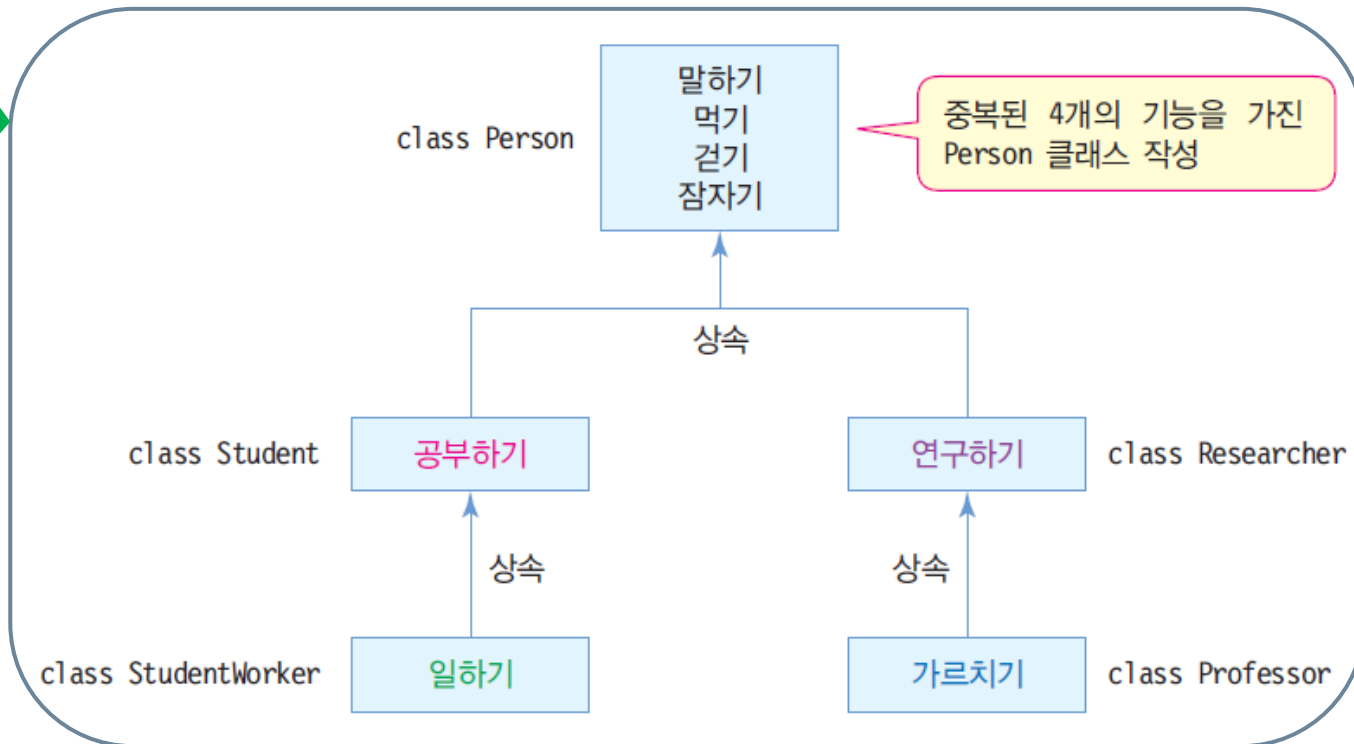 말하기
먹기
걷기
잠자기
class Person
중복된 4개의 기능을 가진
Person 클래스 작성
상속
class Student
공부하기
연구하기
class Researcher
상속
상속
class StudentWorker
일하기
가르치기
class Professor